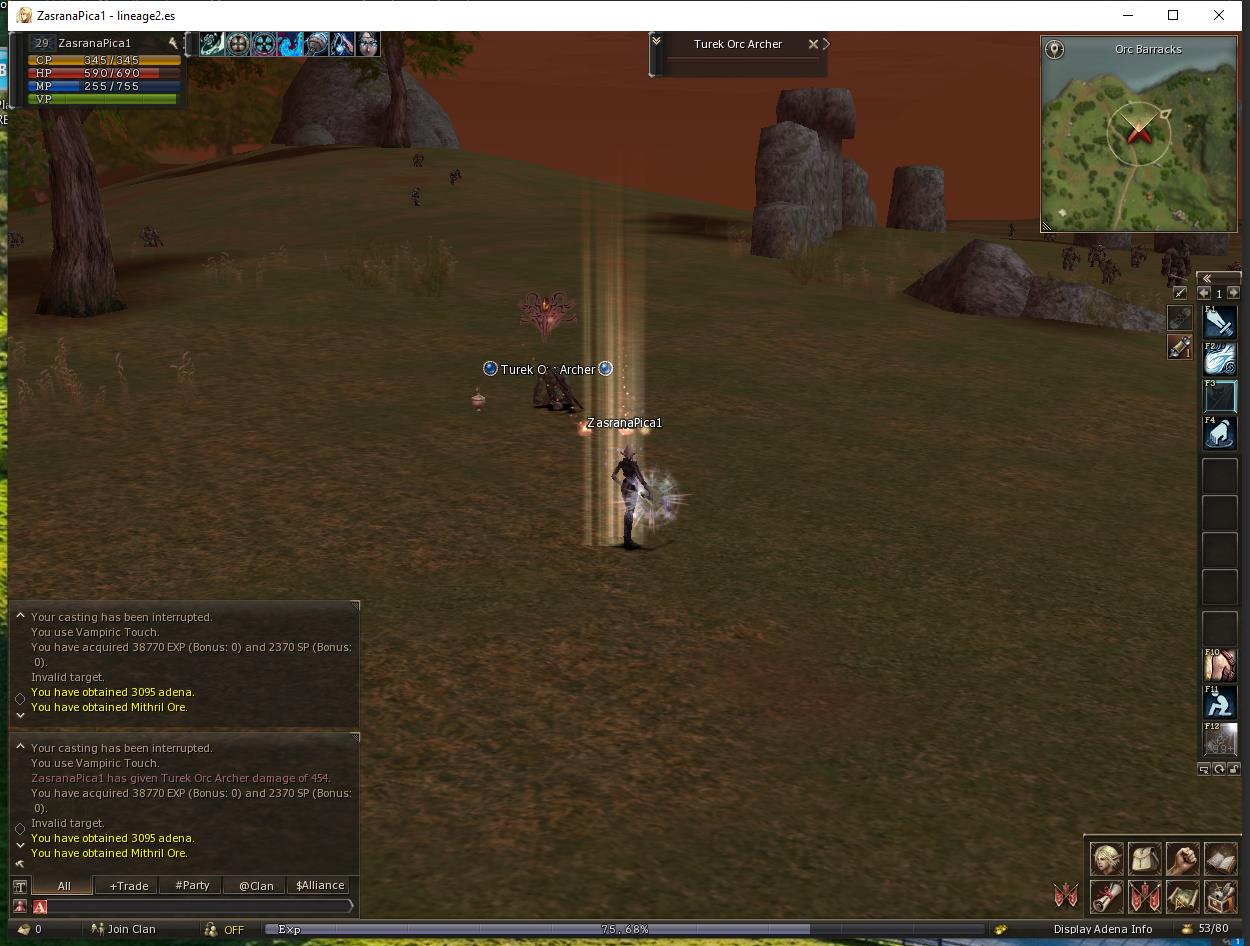 ZasranaPica1 - lineage2.es
29 ZasranaPica1
CP 345/345
HP 590/690
MP 255/755
VP
Turek Orc Archer
Orc Barracks
1
F1
F2
F3
F4
F10
F11
F12
99+
1
Turek Orc Archer
ZasranaPica1
Your casting has been interrupted.
You use Vampiric Touch.
You have acquired 38770 EXP (Bonus: 0) and 2370 SP (Bonus:
0).
Invalid target.
You have obtained 3095 adena.
You have obtained Mithril Ore.
Your casting has been interrupted.
You use Vampiric Touch.
ZasranaPica1 has given Turek Orc Archer damage of 454.
You have acquired 38770 EXP (Bonus: 0) and 2370 SP (Bonus:
0).
Invalid target.
You have obtained 3095 adena.
You have obtained Mithril Ore.
T All +Trade #Party @Clan $Alliance
A
0 Join Clan OFF Exp 75.68% Display Adena Info 53/80